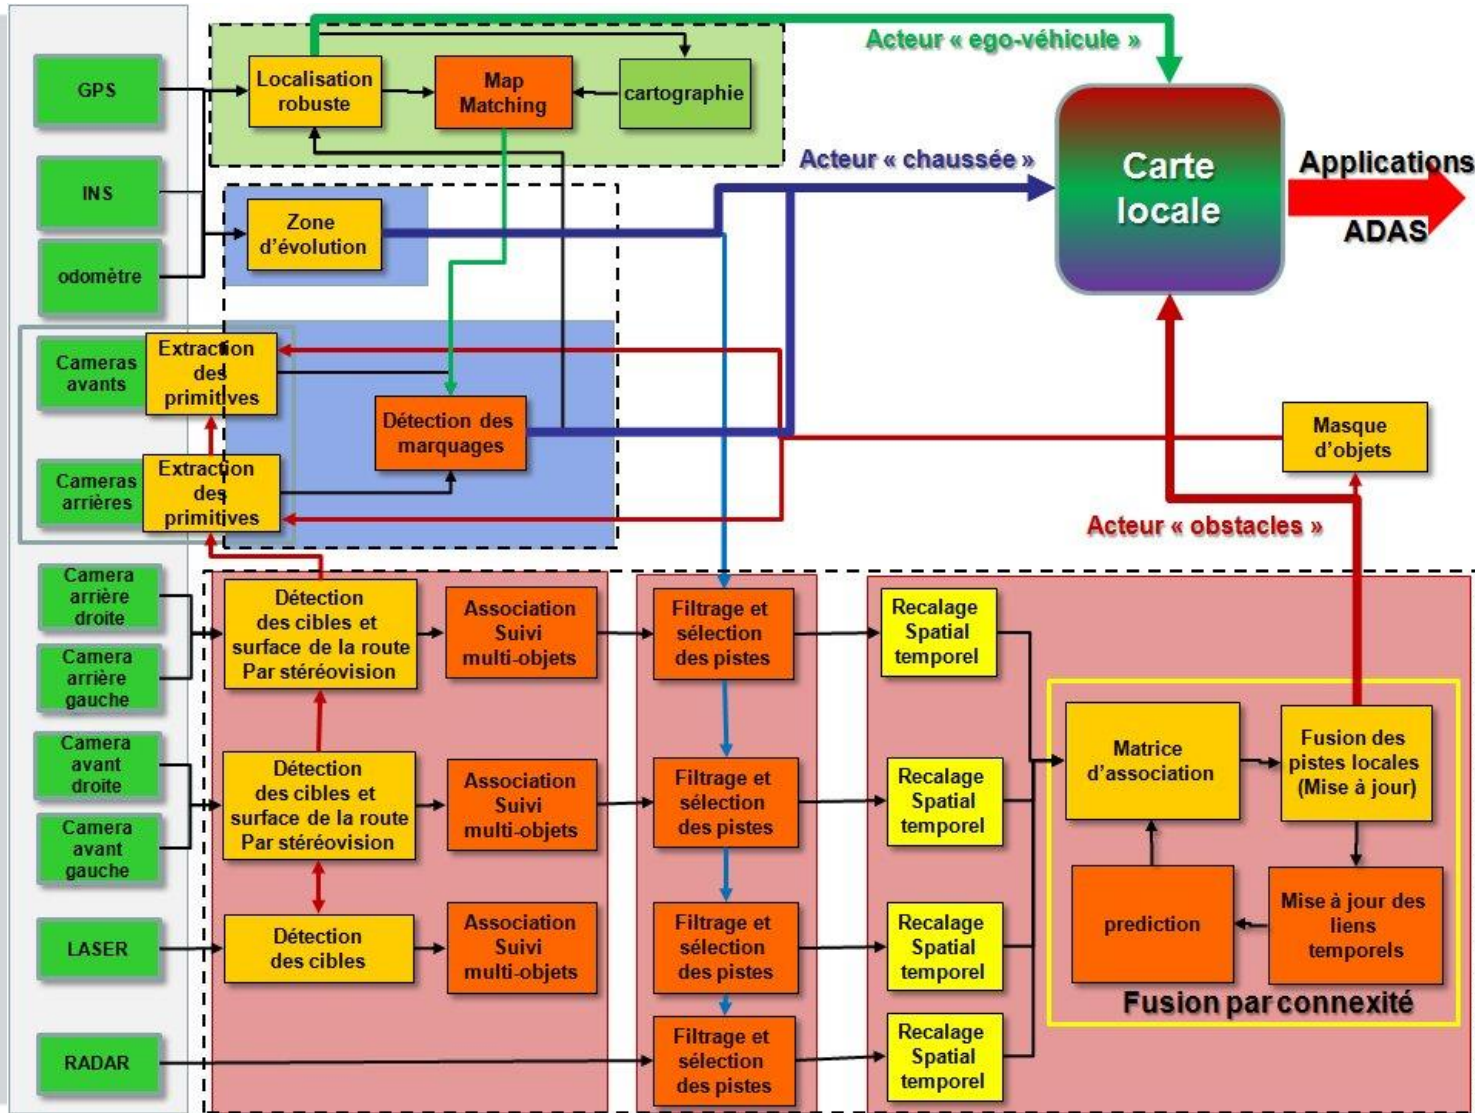 GPS
INS
odomètre
Cameras
avants
Cameras
arrières
Camera
arrière
droite
Camera
arrière
gauche
Camera
avant
droite
Camera
avant
gauche
LASER
RADAR
Localisation
robuste
Map
Matching
cartographie
Acteur « ego-véhicule »
Zone
d'évolution
Acteur « chaussée »
Carte
locale
Applications
ADAS
Extraction
des
primitives
Extraction
des
primitives
Détection des
marquages
Masque
d'objets
Acteur « obstacles »
Détection
des cibles et
surface de la route
Par stéréovision
Association
Suivi
multi-objets
Filtrage et
sélection
des pistes
Recalage
Spatial
temporel
Détection
des cibles et
surface de la route
Par stéréovision
Association
Suivi
multi-objets
Filtrage et
sélection
des pistes
Recalage
Spatial
temporel
Détection
des cibles
Association
Suivi
multi-objets
Filtrage et
sélection
des pistes
Recalage
Spatial
temporel
Filtrage et
sélection
des pistes
Recalage
Spatial
temporel
Matrice
d'association
Fusion des
pistes locales
(Mise à jour)
prediction
Mise à jour des
liens
temporels
Fusion par connexité